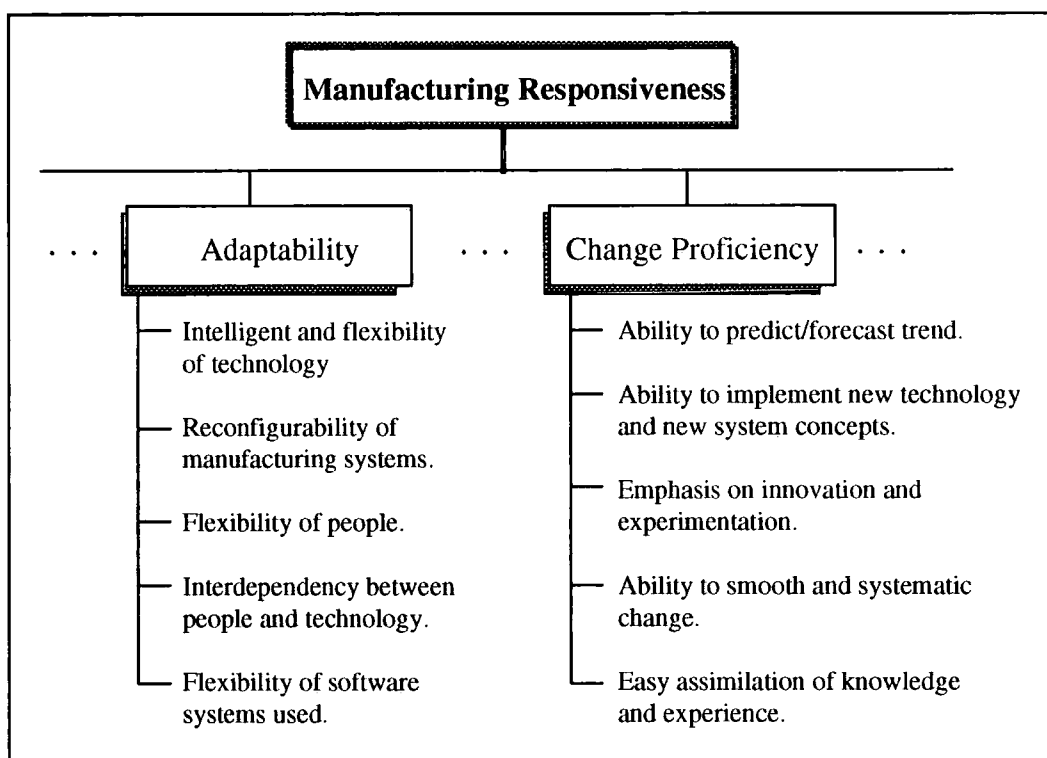 Manufacturing Responsiveness
. . .
Adaptability
. . .
Change Proficiency
. . .
Intelligent and flexibility
of technology
Reconfigurability of
manufacturing systems.
Flexibility of people.
Interdependency between
people and technology.
Flexibility of software
systems used.
Ability to predict/forecast trend.
Ability to implement new technology
and new system concepts.
Emphasis on innovation and
experimentation.
Ability to smooth and systematic
change.
Easy assimilation of knowledge
and experience.